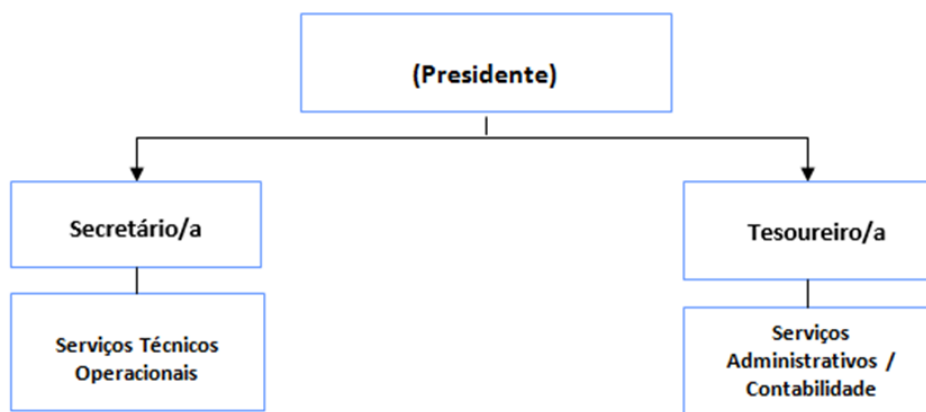 (Presidente)
Secretário/a
Tesoureiro/a
Serviços Técnicos
Operacionais
Serviços
Administrativos /
Contabilidade